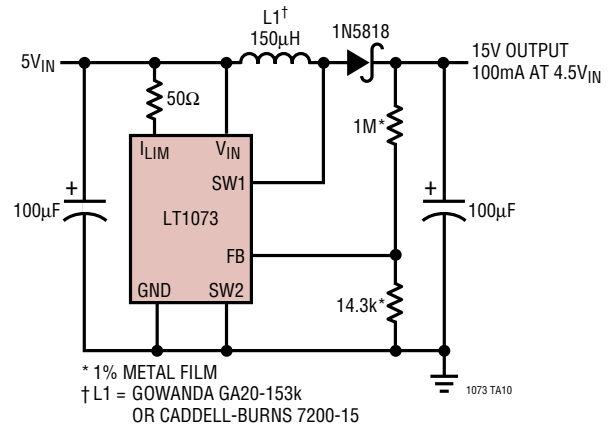 L1†
150µH
1N5818
5VIN
15V OUTPUT
100mA AT 4.5VIN
50Ω
1M*
ILIM
VIN
SW1
100µF
LT1073
100µF
FB
GND
SW2
14.3k*
* 1% METAL FILM
† L1 = GOWANDA GA20-153k
OR CADDELL-BURNS 7200-15
1073 TA10